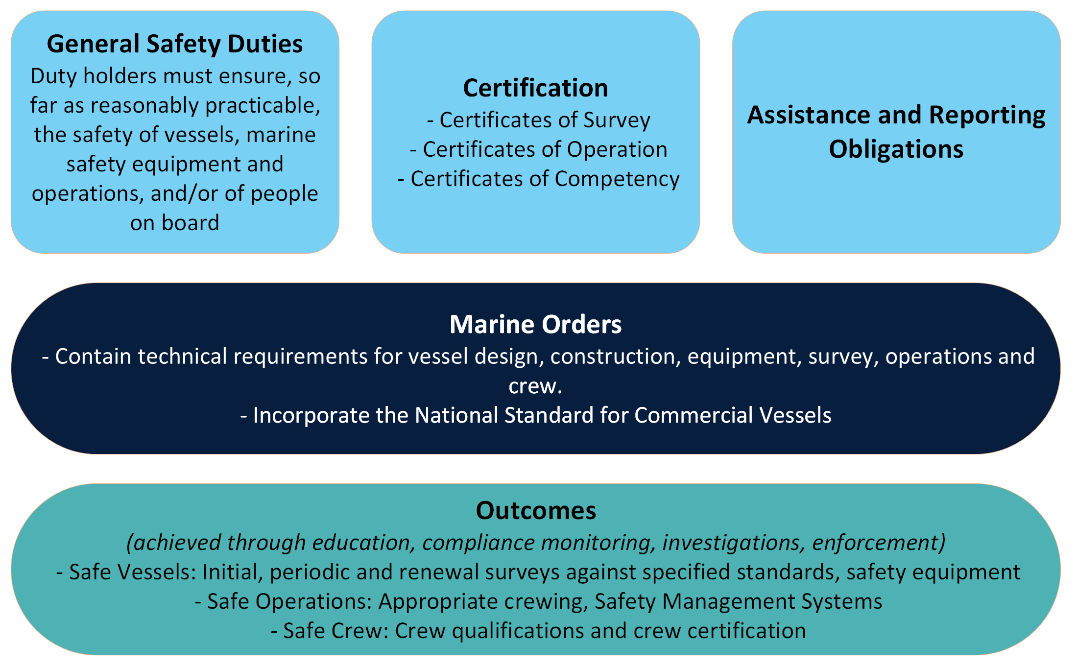 General Safety Duties
Duty holders must ensure, so
far as reasonably practicable,
the safety of vessels, marine
safety equipment and
operations, and/or of people
on board
Certification
- Certificates of Survey
- Certificates of Operation
- Certificates of Competency
Assistance and Reporting
Obligations
Marine Orders
- Contain technical requirements for vessel design, construction, equipment, survey, operations and
crew.
- Incorporate the National Standard for Commercial Vessels
Outcomes
(achieved through education, compliance monitoring, investigations, enforcement)
- Safe Vessels: Initial, periodic and renewal surveys against specified standards, safety equipment
- Safe Operations: Appropriate crewing, Safety Management Systems
- Safe Crew: Crew qualifications and crew certification